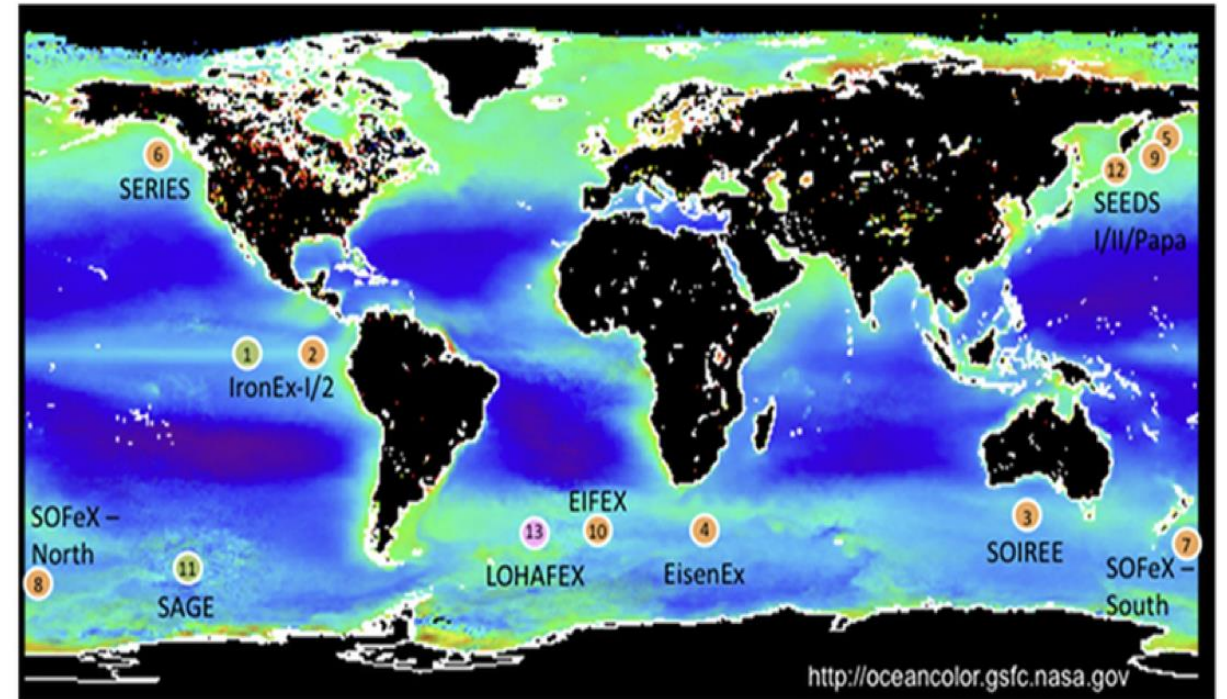 6
SERIES
5
9
12
SEEDS
I/II/Papa
1
2
IronEx-I/2
SOFeX –
North
8
11
SAGE
EIFEX
13
10
LOHAFEX
4
EisenEx
3
SOIREE
7
SOFeX –
South
http://oceancolor.gsfc.nasa.gov